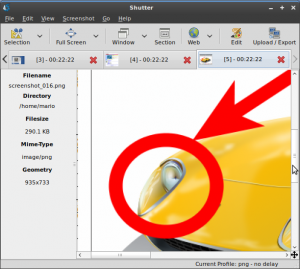 Shutter
File Edit View Screenshot Go Help
Selection Full Screen Window Section Web Edit Upload / Export
[3] - 00:22:22 [4] - 00:22:22 [5] - 00:22:22
Filename
screenshot_016.png
Directory
/home/mario
Filesize
290.1 KB
Mime-Type
image/png
Geometry
935x733
Current Profile: png - no delay